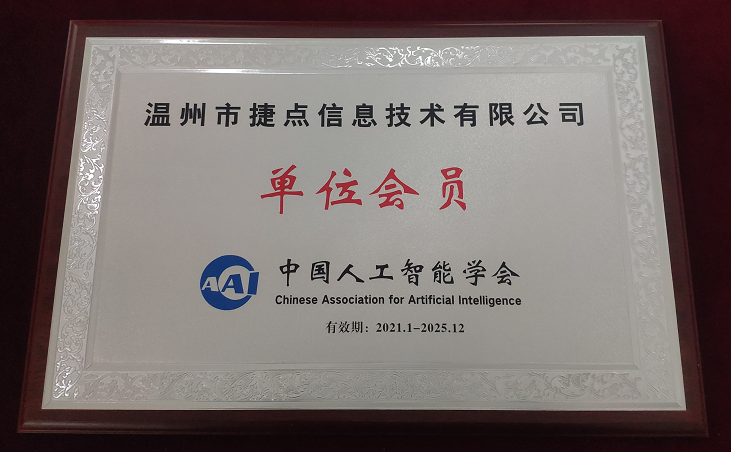 温州市捷点信息技术有限公司
单位会员
CAAI
中国人工智能学会
Chinese Association for Artificial Intelligence
有效期：2021.1-2025.12